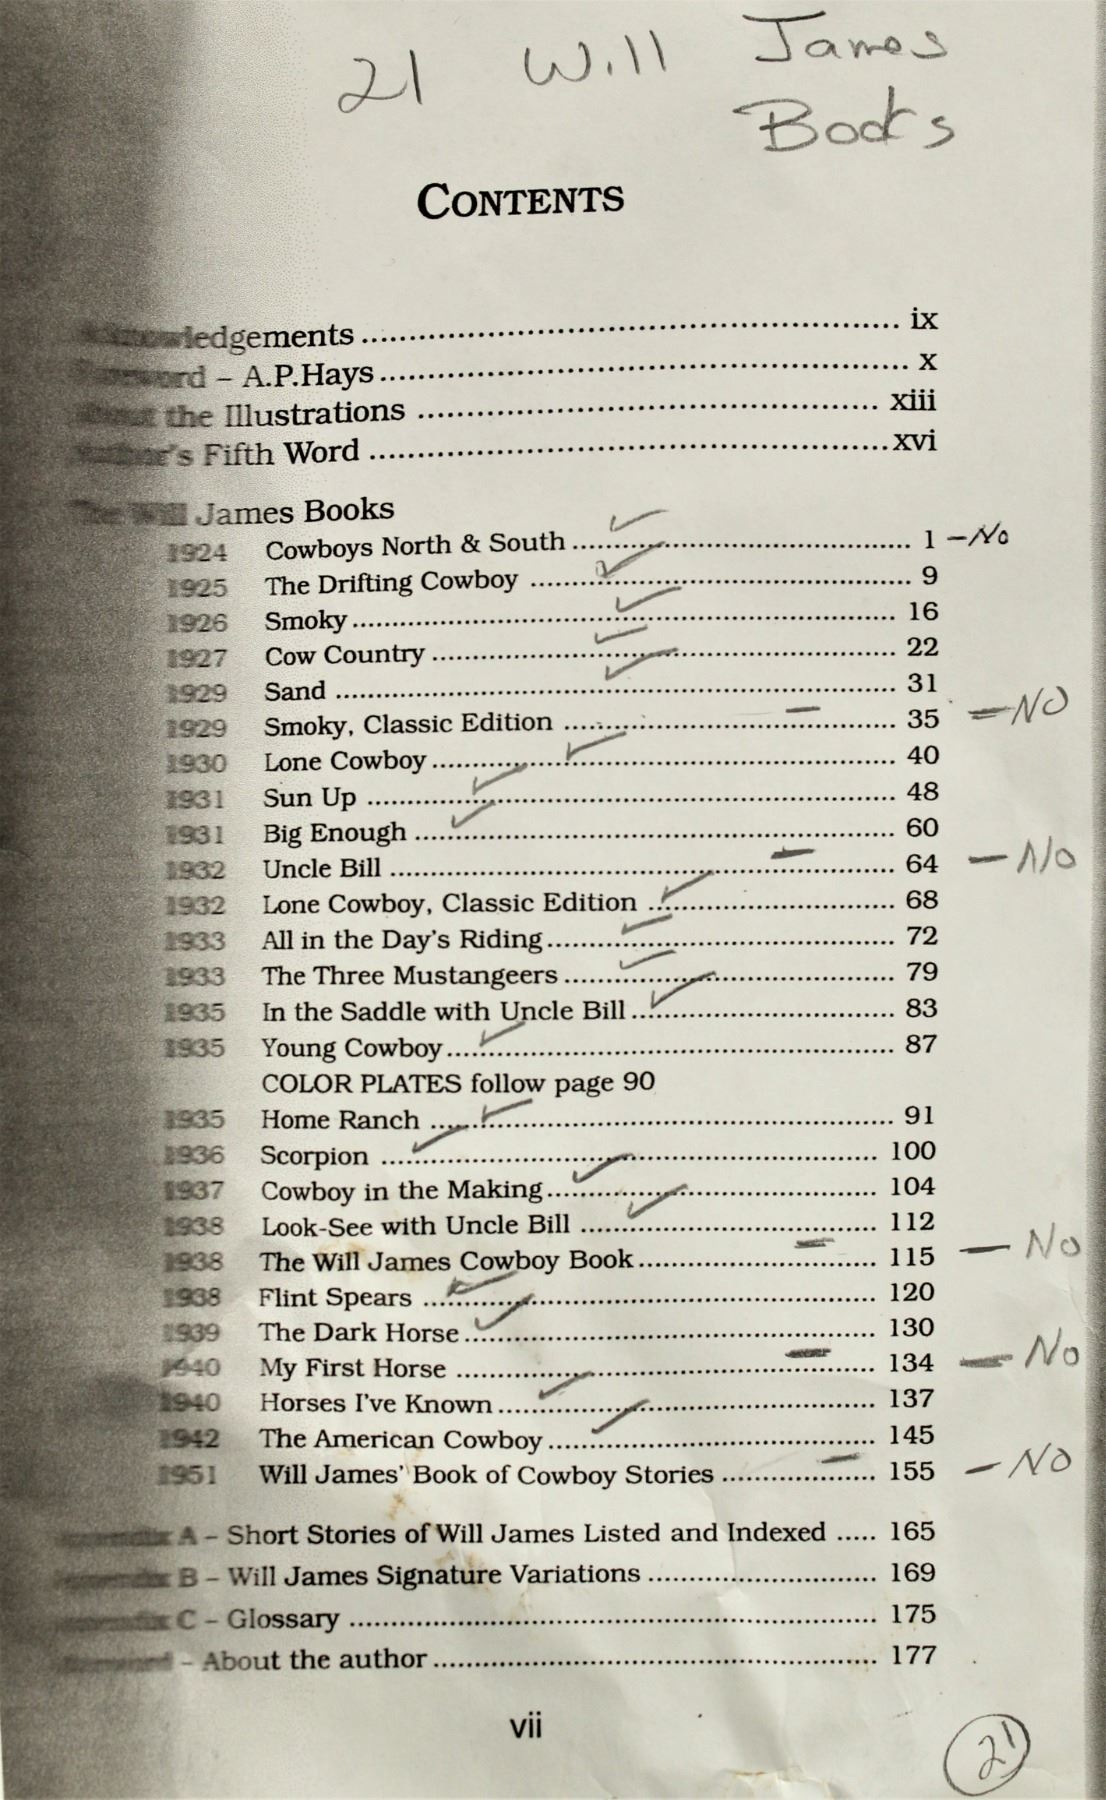 21 Will James
Books
CONTENTS
Acknowledgements ix
Foreword – A.P.Hays x
About the Illustrations xiii
Author's Fifth Word xvi
The Will James Books
1924 Cowboys North & South 1 – No
1925 The Drifting Cowboy 9
1926 Smoky 16
1927 Cow Country 22
1929 Sand 31
1929 Smoky, Classic Edition 35 – NO
1930 Lone Cowboy 40
1931 Sun Up 48
1931 Big Enough 60
1932 Uncle Bill 64 – No
1932 Lone Cowboy, Classic Edition 68
1933 All in the Day's Riding 72
1933 The Three Mustangeers 79
1935 In the Saddle with Uncle Bill 83
1935 Young Cowboy 87
COLOR PLATES follow page 90
1935 Home Ranch 91
1936 Scorpion 100
1937 Cowboy in the Making 104
1938 Look-See with Uncle Bill 112
1938 The Will James Cowboy Book 115 – No
1938 Flint Spears 120
1939 The Dark Horse 130
1940 My First Horse 134 – No
1940 Horses I've Known 137
1942 The American Cowboy 145
1951 Will James' Book of Cowboy Stories 155 – NO
Appendix A – Short Stories of Will James Listed and Indexed 165
Appendix B – Will James Signature Variations 169
Appendix C – Glossary 175
– About the author 177
vii
21